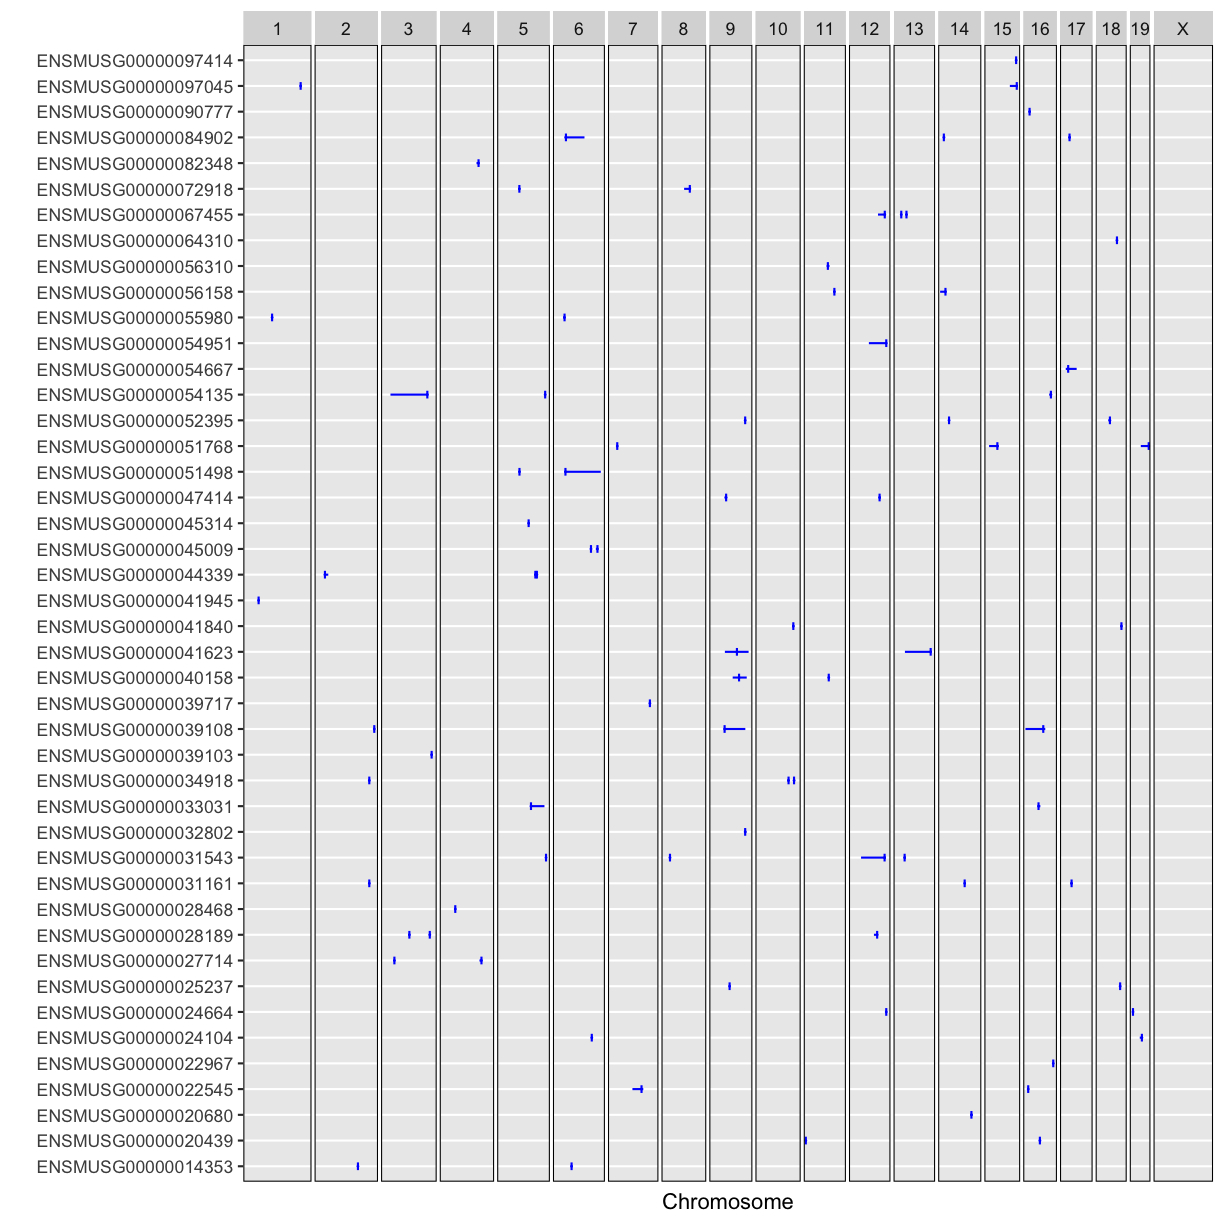 1 2 3 4 5 6 7 8 9 10 11 12 13 14 15 16 17 18 19 X
ENSMUSG00000097414
ENSMUSG00000097045
ENSMUSG00000090777
ENSMUSG00000084902
ENSMUSG00000082348
ENSMUSG00000072918
ENSMUSG00000067455
ENSMUSG00000064310
ENSMUSG00000056310
ENSMUSG00000056158
ENSMUSG00000055980
ENSMUSG00000054951
ENSMUSG00000054667
ENSMUSG00000054135
ENSMUSG00000052395
ENSMUSG00000051768
ENSMUSG00000051498
ENSMUSG00000047414
ENSMUSG00000045314
ENSMUSG00000045009
ENSMUSG00000044339
ENSMUSG00000041945
ENSMUSG00000041840
ENSMUSG00000041623
ENSMUSG00000040158
ENSMUSG00000039717
ENSMUSG00000039108
ENSMUSG00000039103
ENSMUSG00000034918
ENSMUSG00000033031
ENSMUSG00000032802
ENSMUSG00000031543
ENSMUSG00000031161
ENSMUSG00000028468
ENSMUSG00000028189
ENSMUSG00000027714
ENSMUSG00000025237
ENSMUSG00000024664
ENSMUSG00000024104
ENSMUSG00000022967
ENSMUSG00000022545
ENSMUSG00000020680
ENSMUSG00000020439
ENSMUSG00000014353
Chromosome